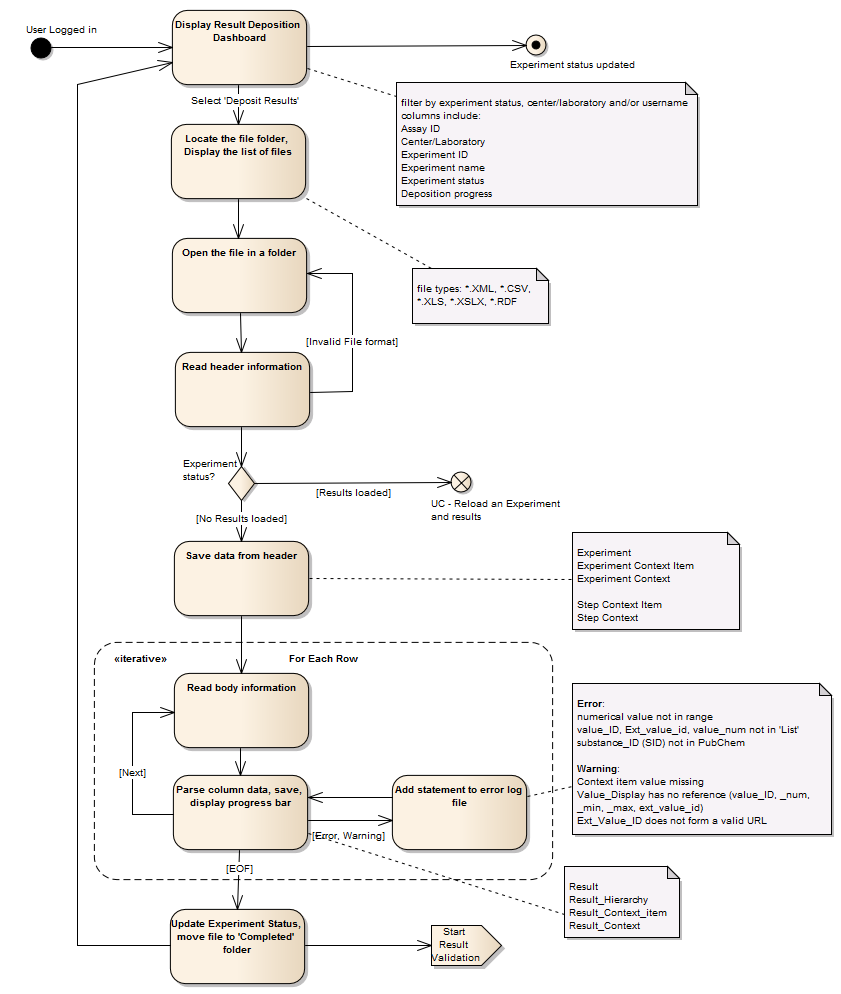 User Logged in
Display Result Deposition
Dashboard
Experiment status updated
Select 'Deposit Results'
filter by experiment status, center/laboratory and/or username
columns include:
Assay ID
Center/Laboratory
Experiment ID
Experiment name
Experiment status
Deposition progress
Locate the file folder,
Display the list of files
Open the file in a folder
file types: *.XML, *.CSV,
*.XLS, *.XSLX, *.RDF
[Invalid File format]
Read header information
Experiment
status?
[Results loaded]
UC - Reload an Experiment
and results
[No Results loaded]
Save data from header
Experiment
Experiment Context Item
Experiment Context
Step Context Item
Step Context
«iterative»
For Each Row
Read body information
Error:
numerical value not in range
value_ID, Ext_value_id, value_num not in 'List'
substance_ID (SID) not in PubChem
Warning:
Context item value missing
Value_Display has no reference (value_ID, _num,
_min, _max, ext_value_id)
Ext_Value_ID does not form a valid URL
[Next]
Parse column data, save,
display progress bar
Add statement to error log
file
[Error, Warning]
[EOF]
Result
Result_Hierarchy
Result_Context_item
Result_Context
Update Experiment Status,
move file to 'Completed'
folder
Start
Result
Validation